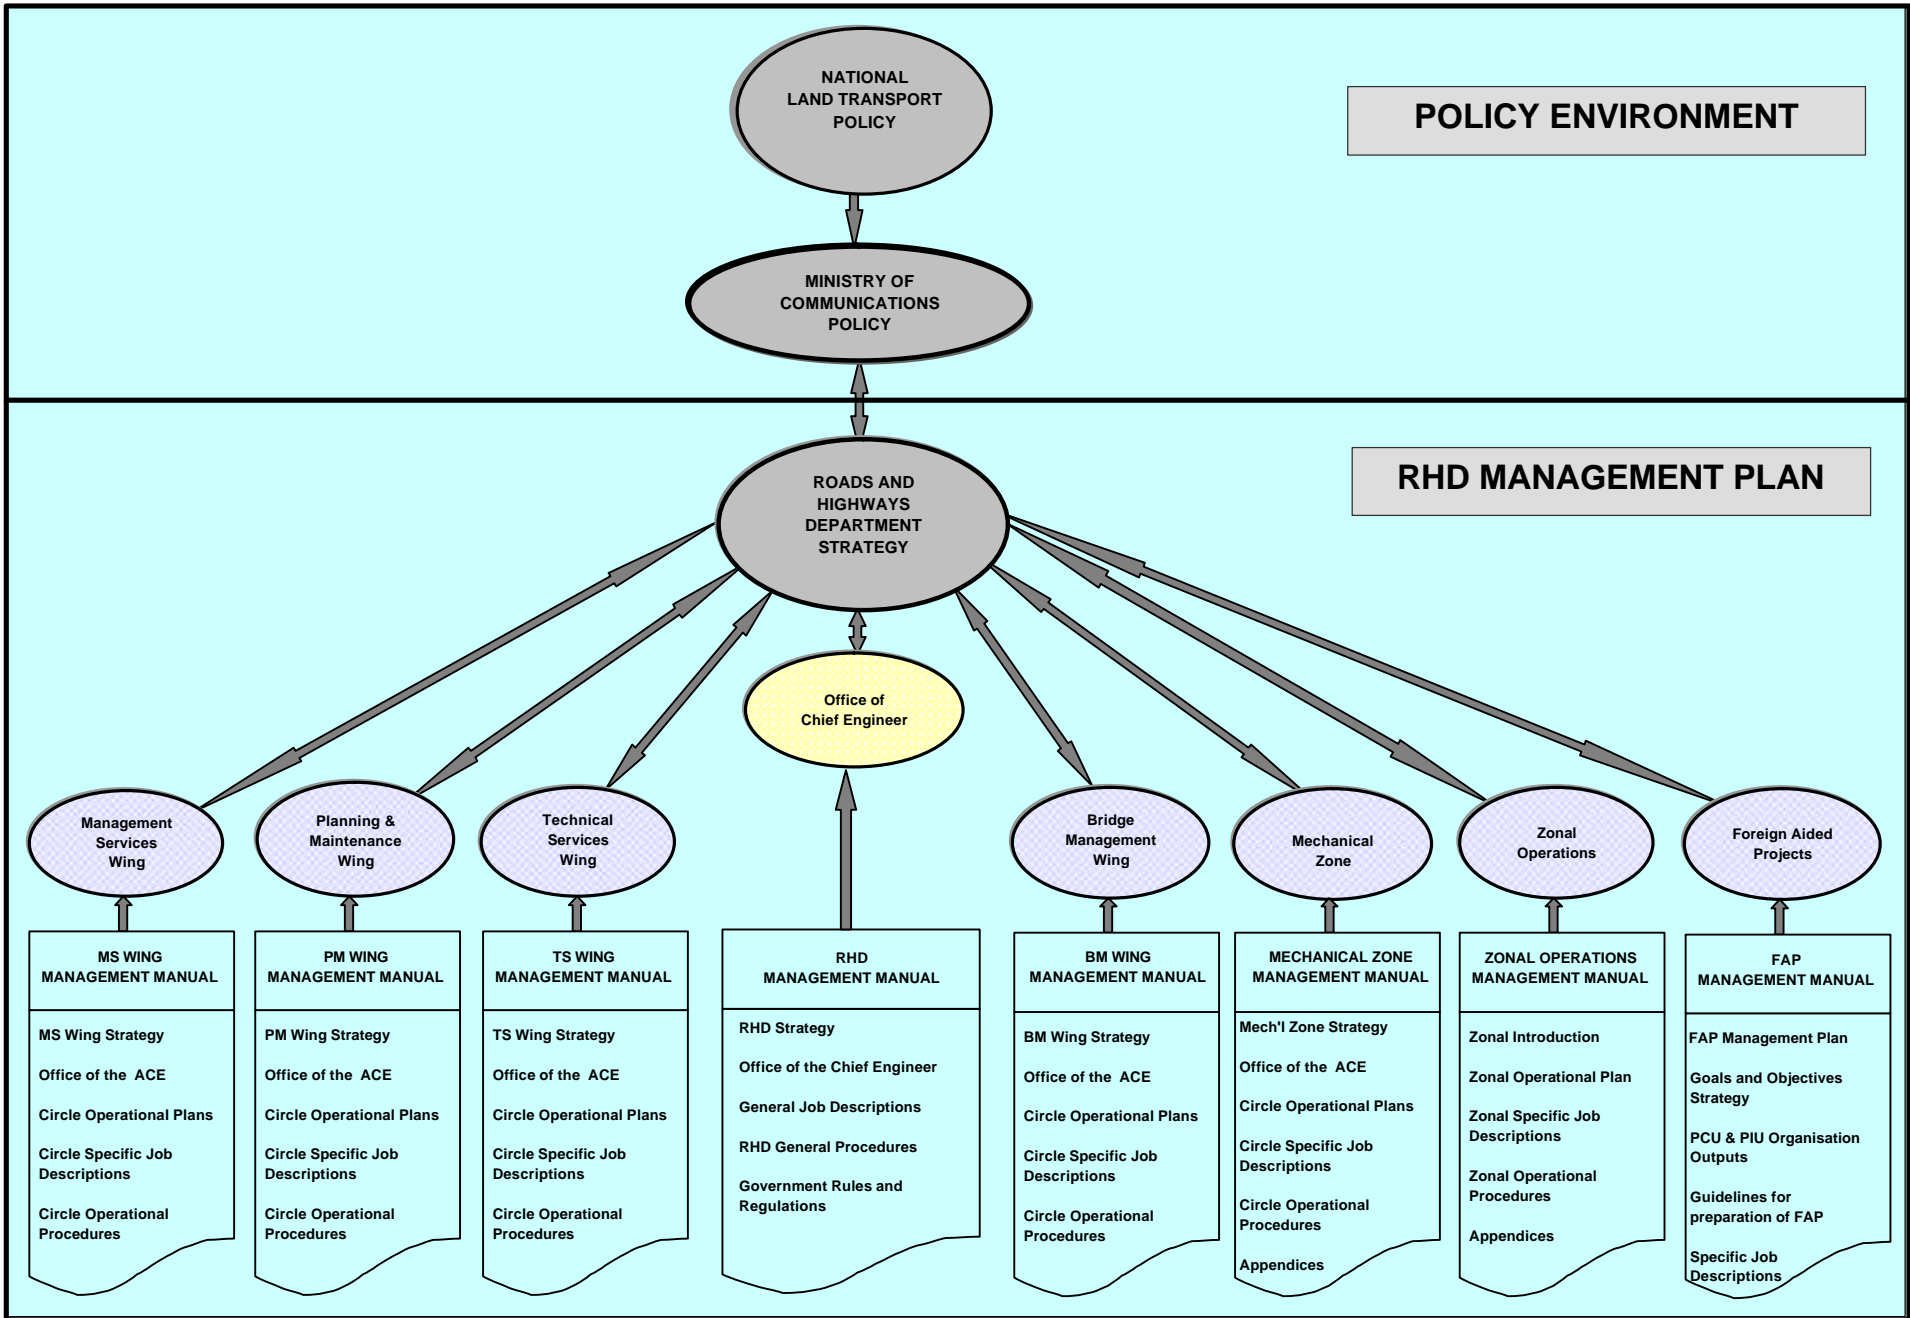 NATIONAL
LAND TRANSPORT
POLICY
POLICY ENVIRONMENT
MINISTRY OF
COMMUNICATIONS
POLICY
RHD MANAGEMENT PLAN
ROADS AND
HIGHWAYS
DEPARTMENT
STRATEGY
Office of
Chief Engineer
Management
Services
Wing
Planning &
Maintenance
Wing
Technical
Services
Wing
Bridge
Management
Wing
Mechanical
Zone
Zonal
Operations
Foreign Aided
Projects
MS WING
MANAGEMENT MANUAL
MS Wing Strategy
Office of the ACE
Circle Operational Plans
Circle Specific Job
Descriptions
Circle Operational
Procedures
PM WING
MANAGEMENT MANUAL
PM Wing Strategy
Office of the ACE
Circle Operational Plans
Circle Specific Job
Descriptions
Circle Operational
Procedures
TS WING
MANAGEMENT MANUAL
TS Wing Strategy
Office of the ACE
Circle Operational Plans
Circle Specific Job
Descriptions
Circle Operational
Procedures
RHD
MANAGEMENT MANUAL
RHD Strategy
Office of the Chief Engineer
General Job Descriptions
RHD General Procedures
Government Rules and
Regulations
BM WING
MANAGEMENT MANUAL
BM Wing Strategy
Office of the ACE
Circle Operational Plans
Circle Specific Job
Descriptions
Circle Operational
Procedures
MECHANICAL ZONE
MANAGEMENT MANUAL
Mech'l Zone Strategy
Office of the ACE
Circle Operational Plans
Circle Specific Job
Descriptions
Circle Operational
Procedures
Appendices
ZONAL OPERATIONS
MANAGEMENT MANUAL
Zonal Introduction
Zonal Operational Plan
Zonal Specific Job
Descriptions
Zonal Operational
Procedures
Appendices
FAP
MANAGEMENT MANUAL
FAP Management Plan
Goals and Objectives
Strategy
PCU & PIU Organisation
Outputs
Guidelines for
preparation of FAP
Specific Job
Descriptions